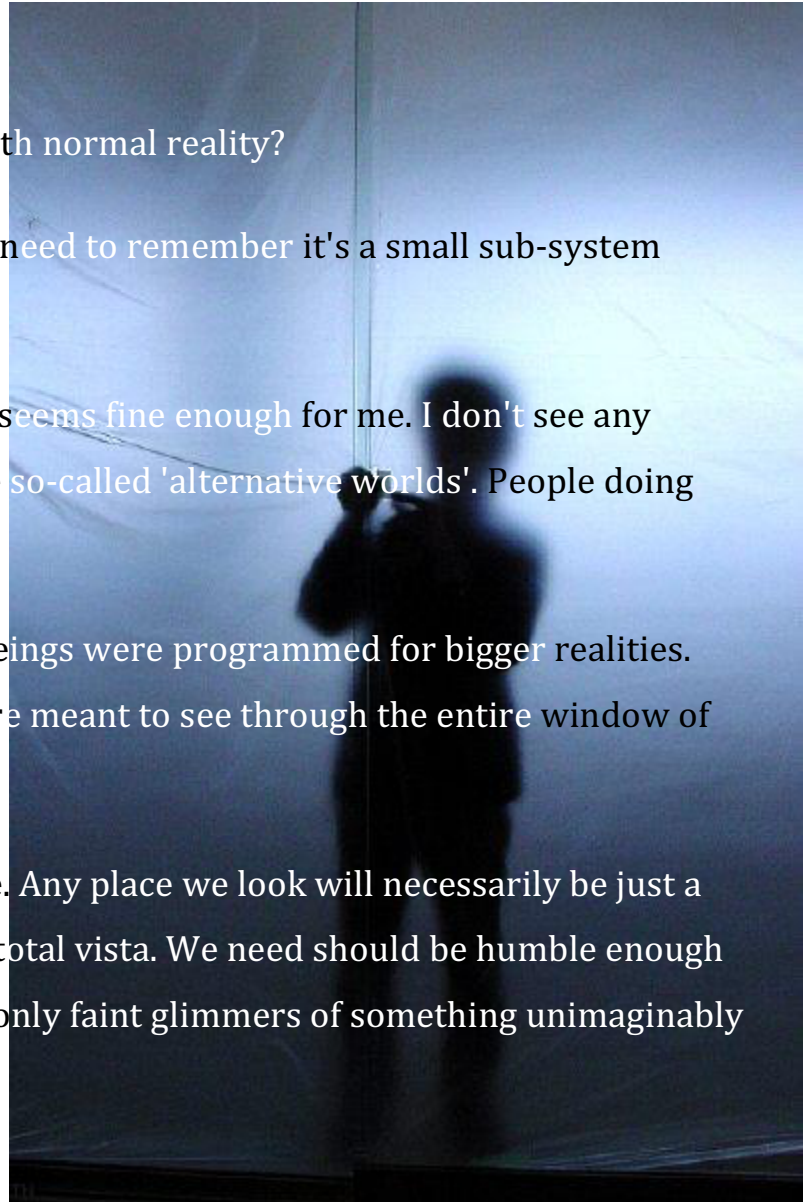 th normal reality?
need to remember it's a small sub-system
seems fine enough for me. I don't see any
so-called 'alternative worlds'. People doing
eings were programmed for bigger realities.
e meant to see through the entire window of
. Any place we look will necessarily be just a
total vista. We need should be humble enough
only faint glimmers of something unimaginably